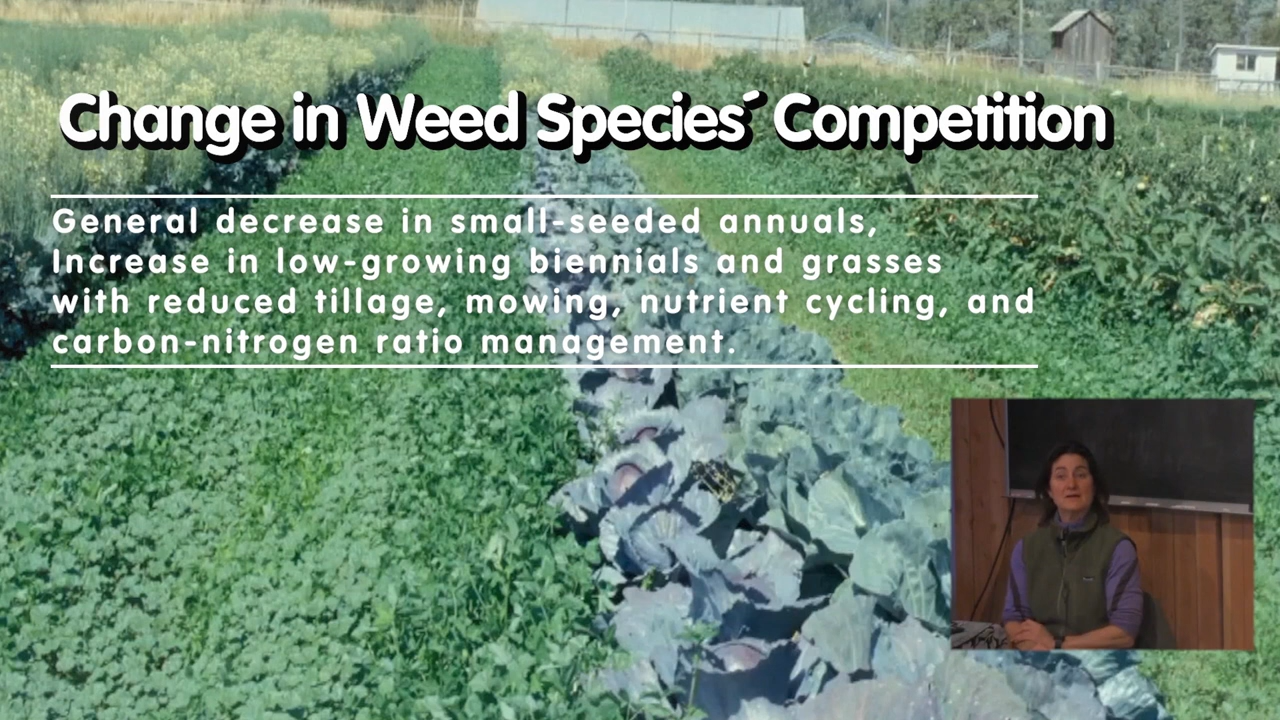 Change in Weed Species´ Competition
General decrease in small-seeded annuals,
Increase in low-growing biennials and grasses
with reduced tillage, mowing, nutrient cycling, and
carbon-nitrogen ratio management.